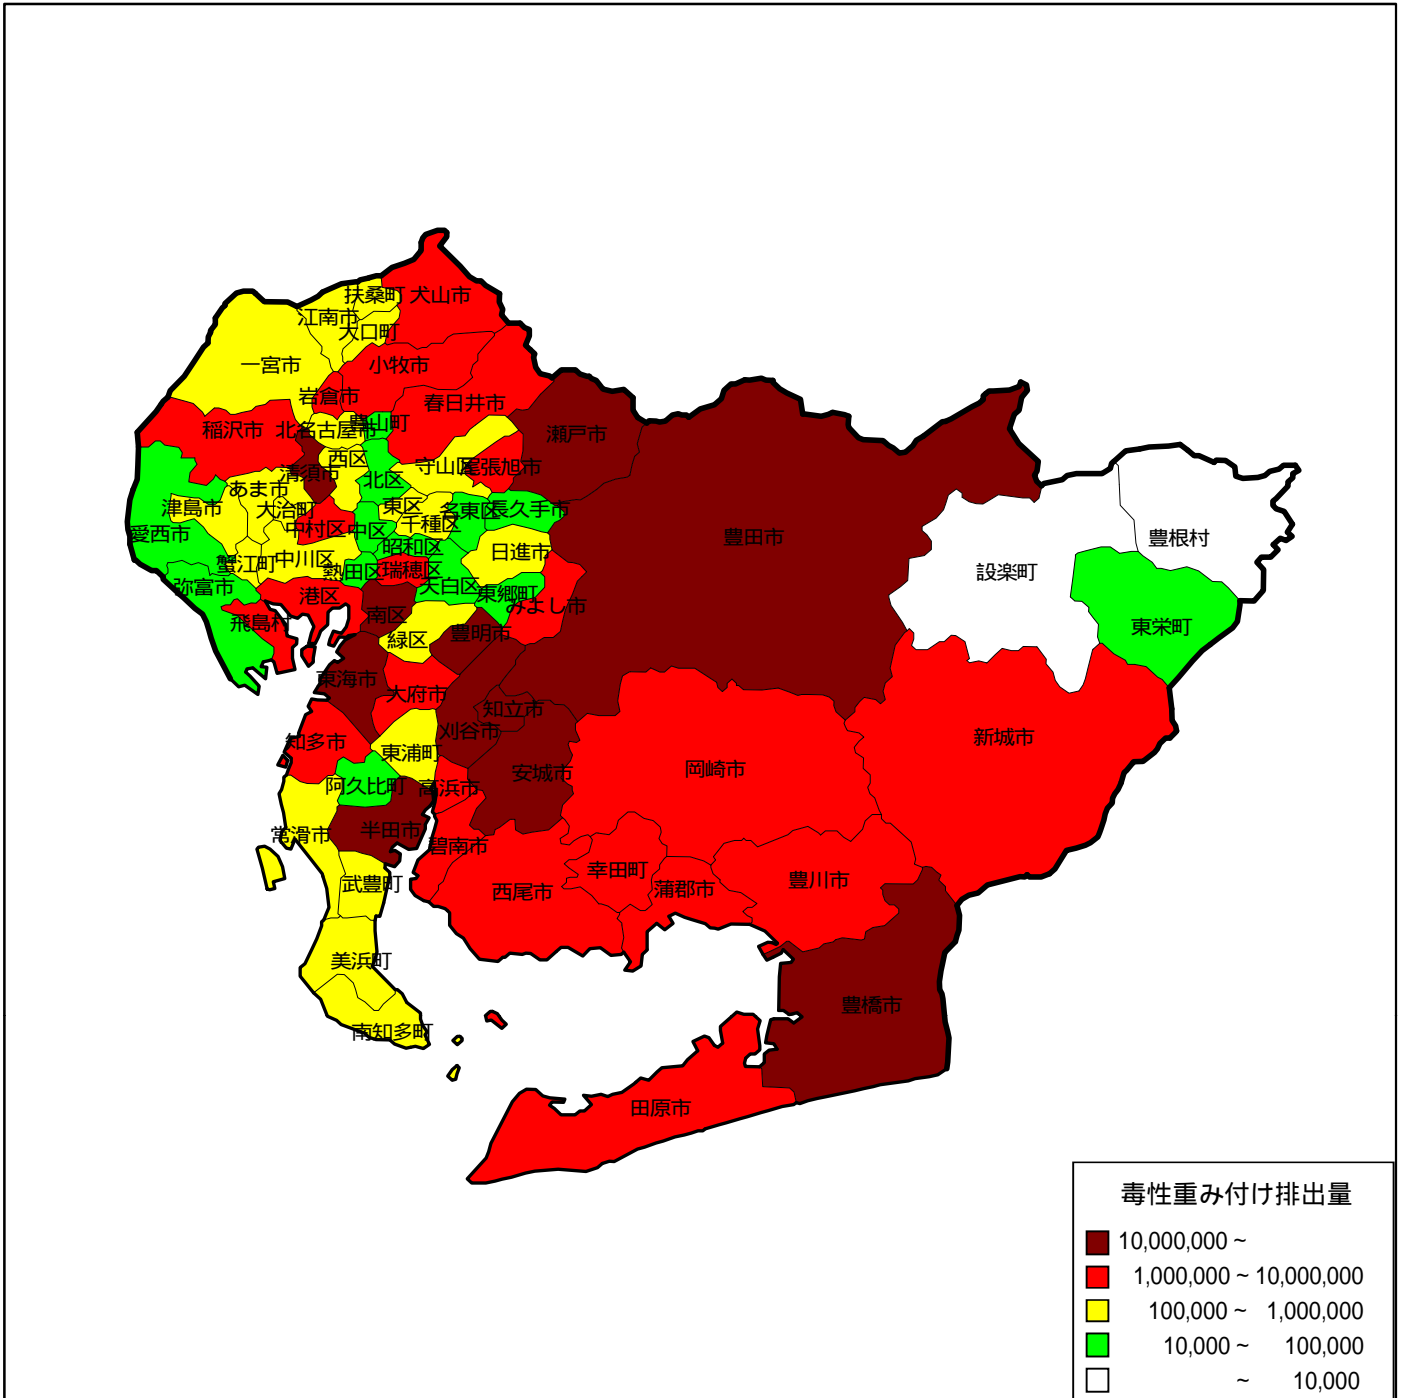 扶桑町
犬山市
江南市
大口町
一宮市
小牧市
岩倉市
春日井市
稲沢市
北名古屋市
豊山町
瀬戸市
西区
清須市
北区
守山区
尾張旭市
あま市
津島市
大治町
東区
名東区
長久手市
中村区
中区
千種区
愛西市
豊田市
豊根村
昭和区
日進市
蟹江町
中川区
熱田区
瑞穂区
設楽町
弥富市
港区
天白区
東郷町
みよし市
飛島村
南区
豊明市
東栄町
緑区
東海市
大府市
知立市
知多市
刈谷市
新城市
東浦町
安城市
岡崎市
阿久比町
高浜市
常滑市
半田市
碧南市
幸田町
豊川市
武豊町
西尾市
蒲郡市
美浜町
豊橋市
南知多町
田原市
毒性重み付け排出量
10,000,000 ~
1,000,000 ~ 10,000,000
100,000 ~ 1,000,000
10,000 ~ 100,000
~ 10,000